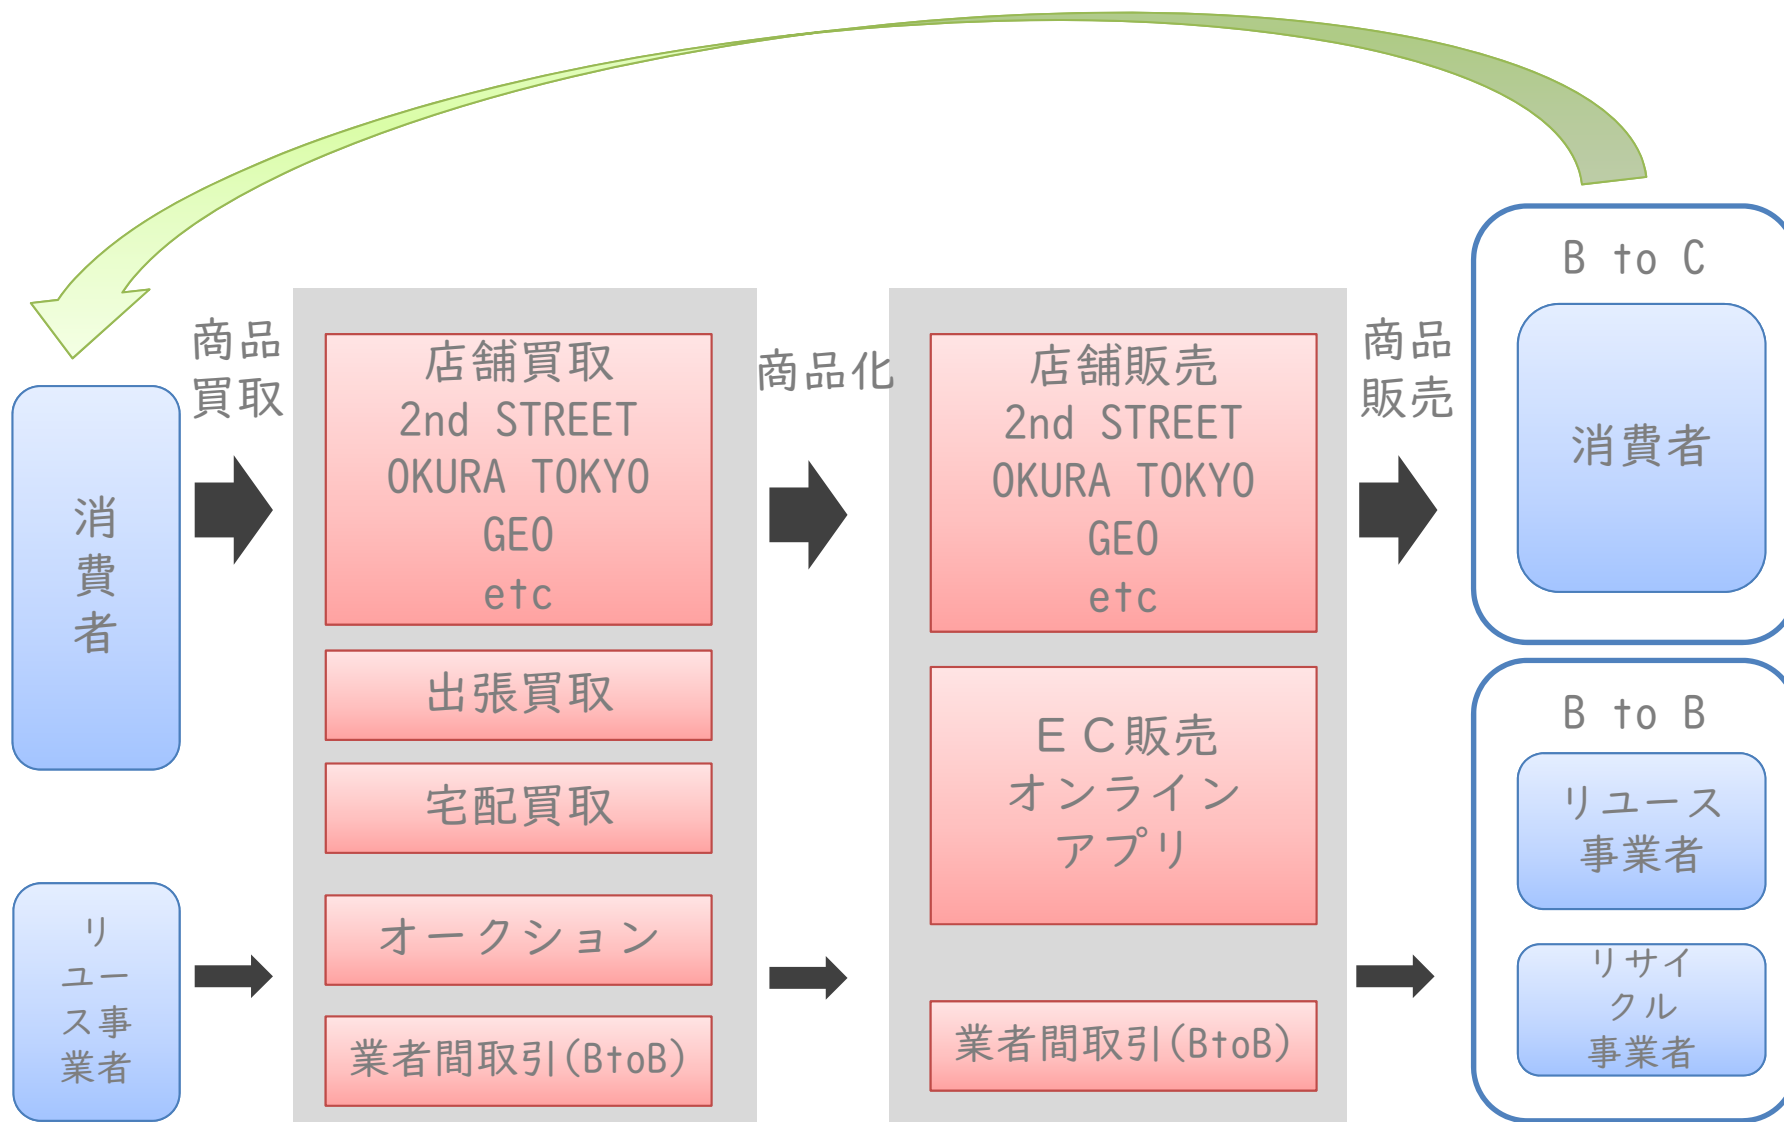 消
費
者
リ
ユー
ス事
業者
商品
買取
店舗買取
2nd STREET
OKURA TOKYO
GEO
etc
出張買取
宅配買取
オークション
業者間取引(BtoB)
商品化
店舗販売
2nd STREET
OKURA TOKYO
GEO
etc
ＥＣ販売
オンライン
アプリ
業者間取引(BtoB)
商品
販売
B to C
消費者
B to B
リユース
事業者
リサイ
クル
事業者